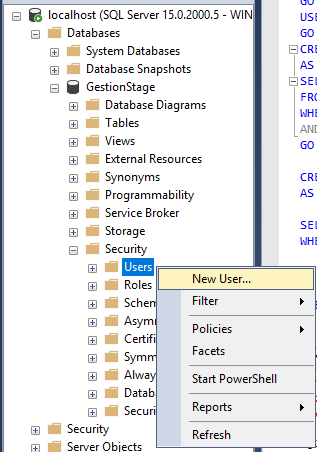 localhost (SQL Server 15.0.2000.5 - WIN
Databases
System Databases
Database Snapshots
GestionStage
Database Diagrams
Tables
Views
External Resources
Synonyms
Programmability
Service Broker
Storage
Security
Users
Roles
Schem
Asymr
Certifi
Symm
Alway
Datab
Securi
Security
Server Objects
New User...
Filter
Policies
Facets
Start PowerShell
Reports
Refresh
GO
USE
GO
CRE
AS
SEL
FRO
WHE
AND
GO
CRE
AS
SEL
WHE